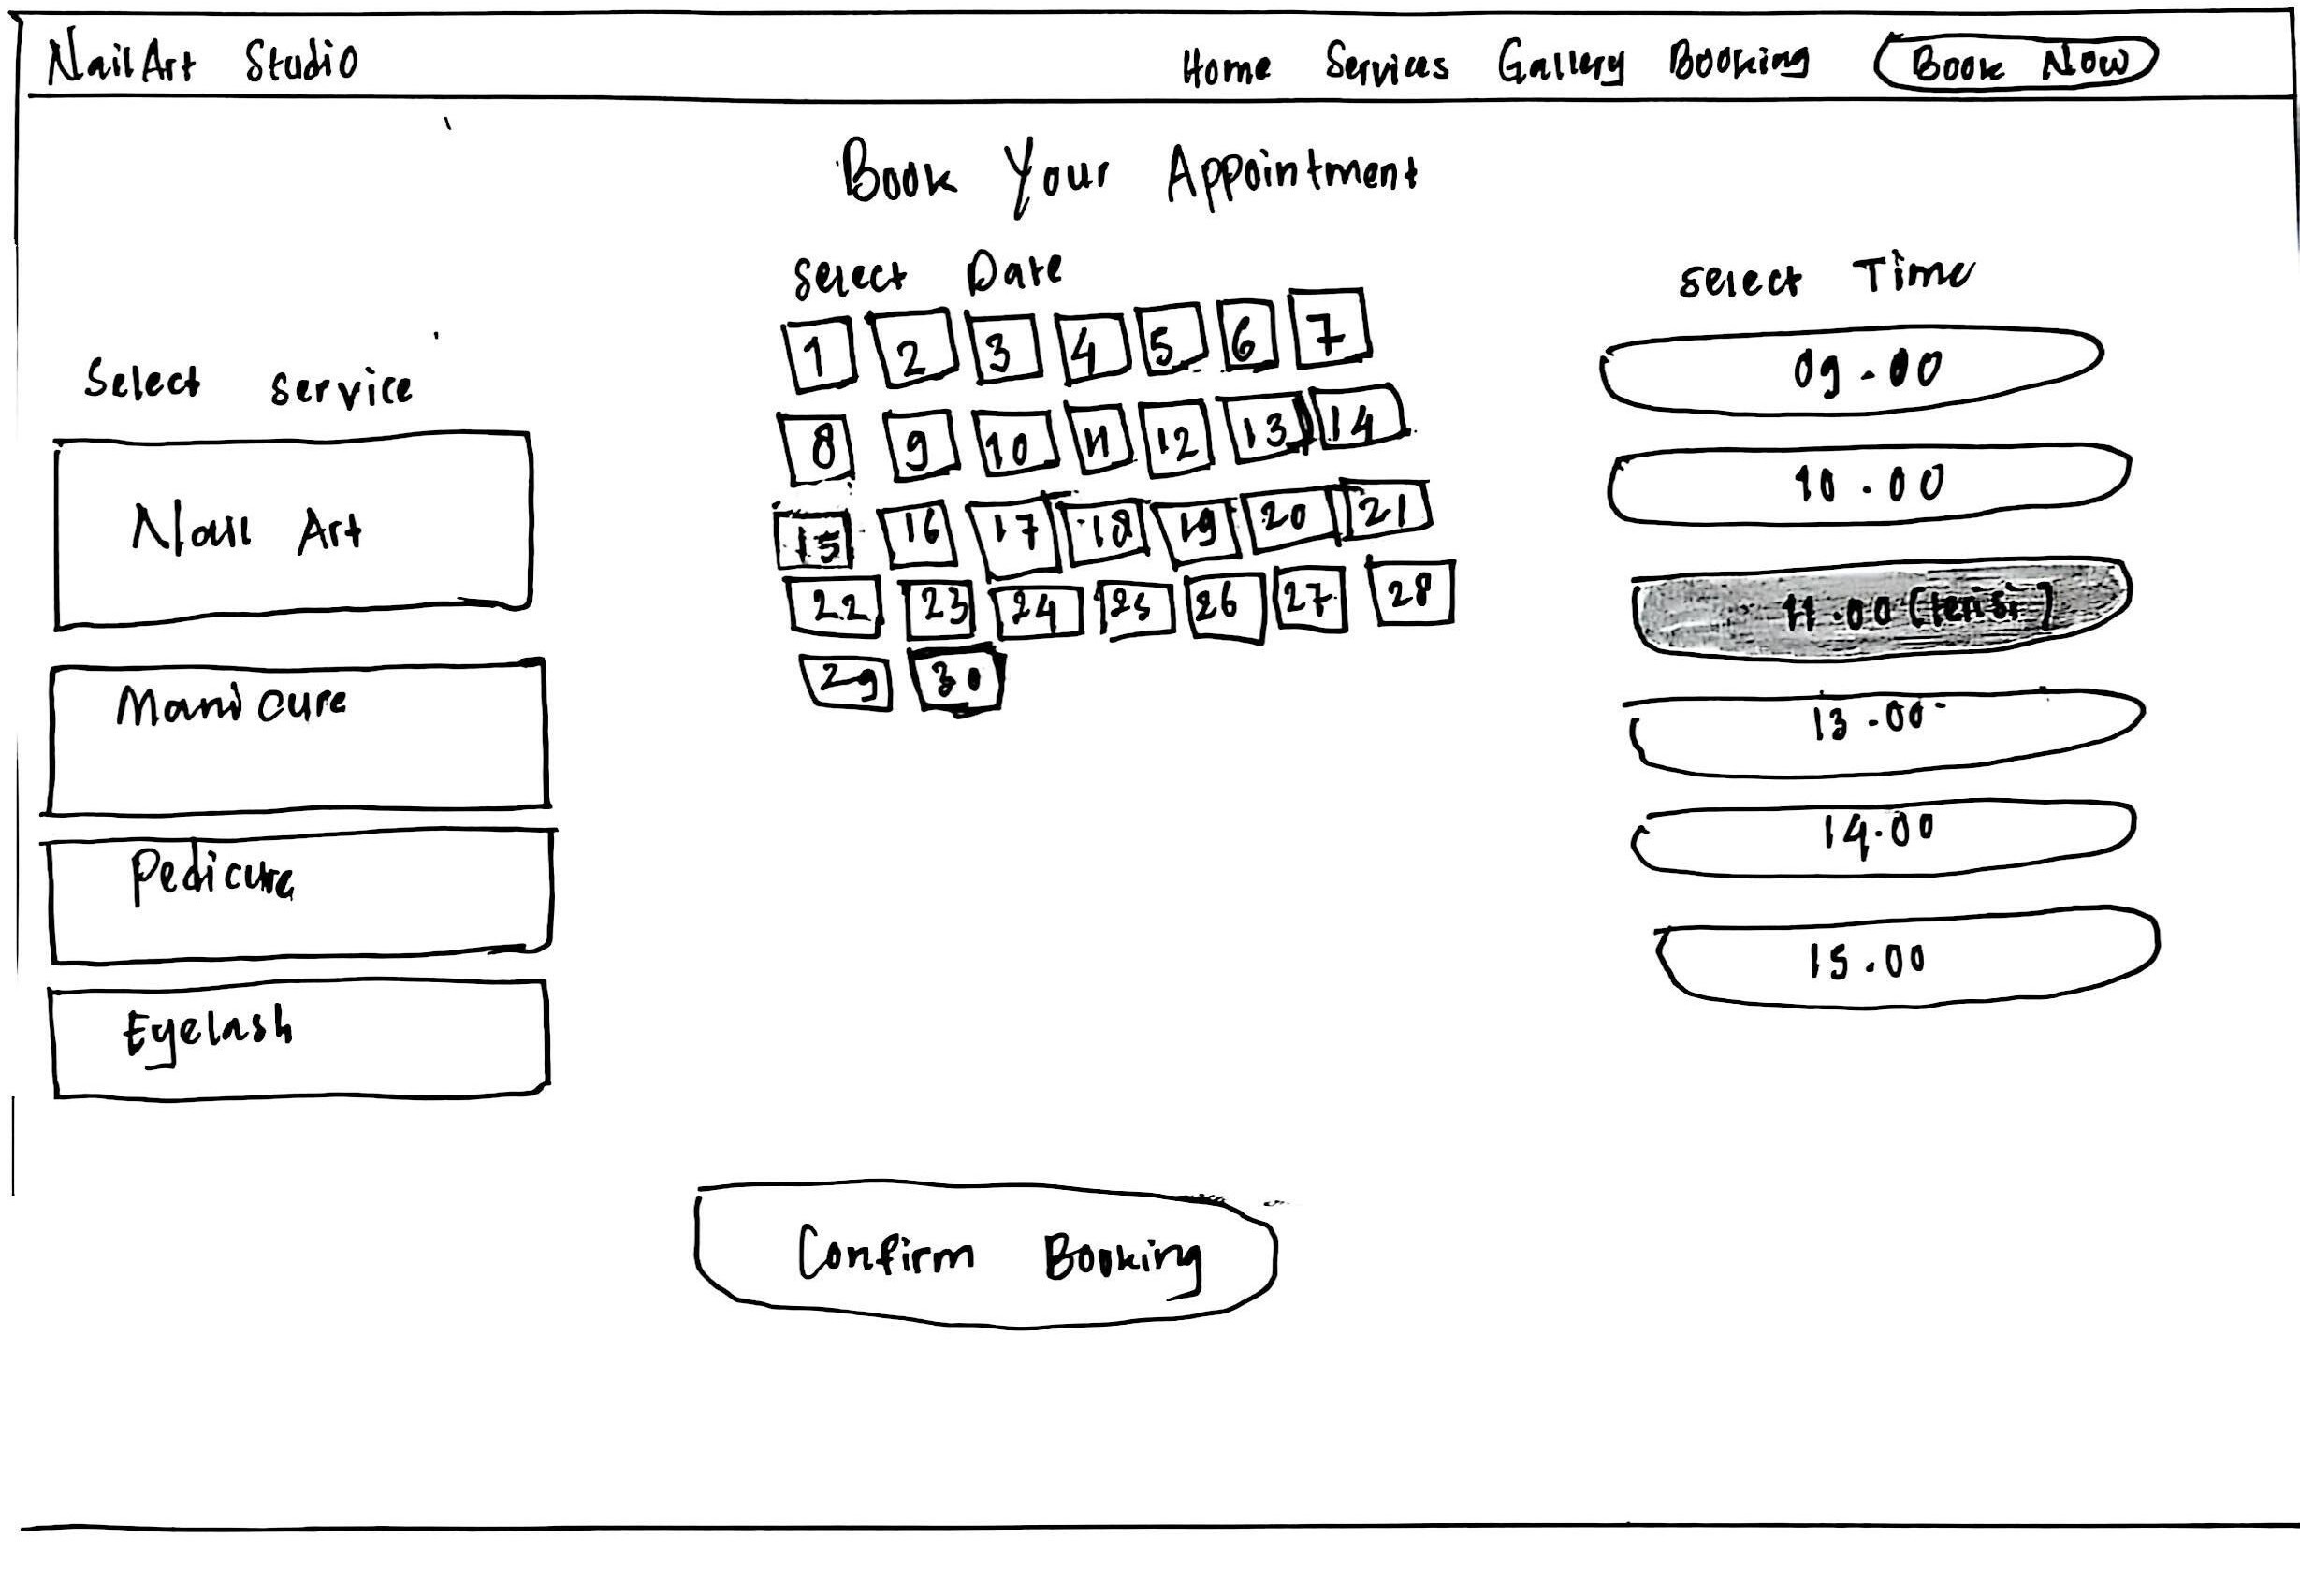 NailArt Studio
Home Services Gallery Booking Book Now
Book Your Appointment
Select service
Nail Art
Manicure
Pedicure
Eyelash
Select Date
1 2 3 4 5 6 7
8 9 10 11 12 13 14
15 16 17 18 19 20 21
22 23 24 25 26 27 28
29 30
Select Time
09.00
10.00
11.00 (terisi)
13.00
14.00
15.00
Confirm Booking